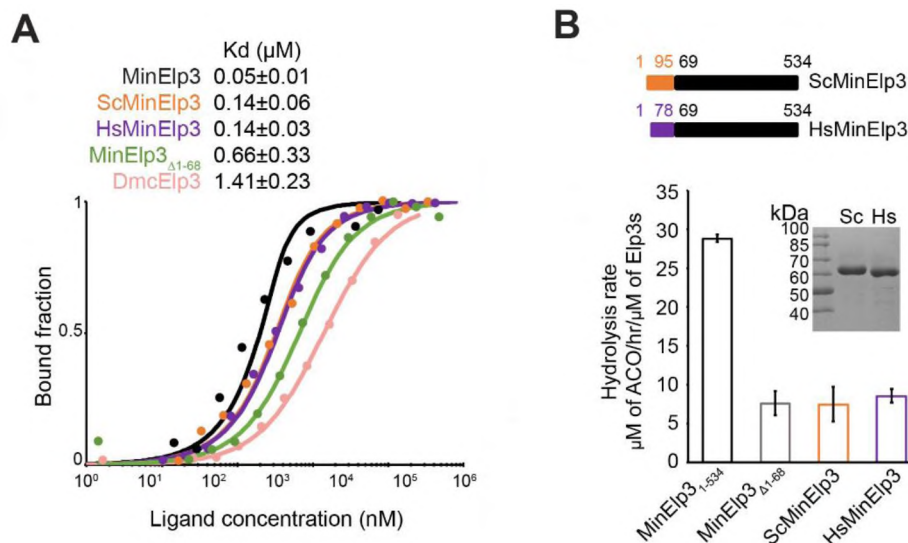 A
Kd (µM)
MinElp3 0.05±0.01
ScMinElp3 0.14±0.06
HsMinElp3 0.14±0.03
MinElp3Δ1-68 0.66±0.33
DmcElp3 1.41±0.23
Bound fraction
1
0.5
0
10⁰ 10¹ 10² 10³ 10⁴ 10⁵ 10⁶
Ligand concentration (nM)
B
1 95 69 534
ScMinElp3
1 78 69 534
HsMinElp3
Hydrolysis rate
µM of ACO/hr/µM of Elp3s
35
30
25
20
15
10
5
0
kDa Sc Hs
100
85
70
60
50
40
MinElp3₁₋₅₃₄
MinElp3Δ1-68
ScMinElp3
HsMinElp3